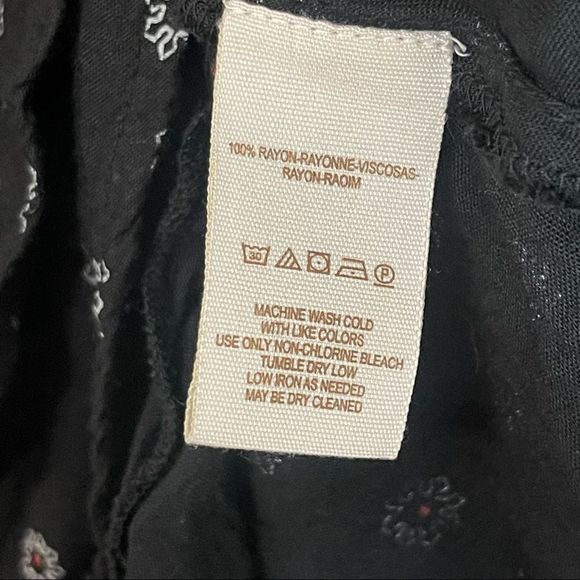 100% RAYON-RAYONNE-VISCOSAS-
RAYON-RAOIM
30 P
MACHINE WASH COLD
WITH LIKE COLORS
USE ONLY NON-CHLORINE BLEACH
TUMBLE DRY LOW
LOW IRON AS NEEDED
MAY BE DRY CLEANED